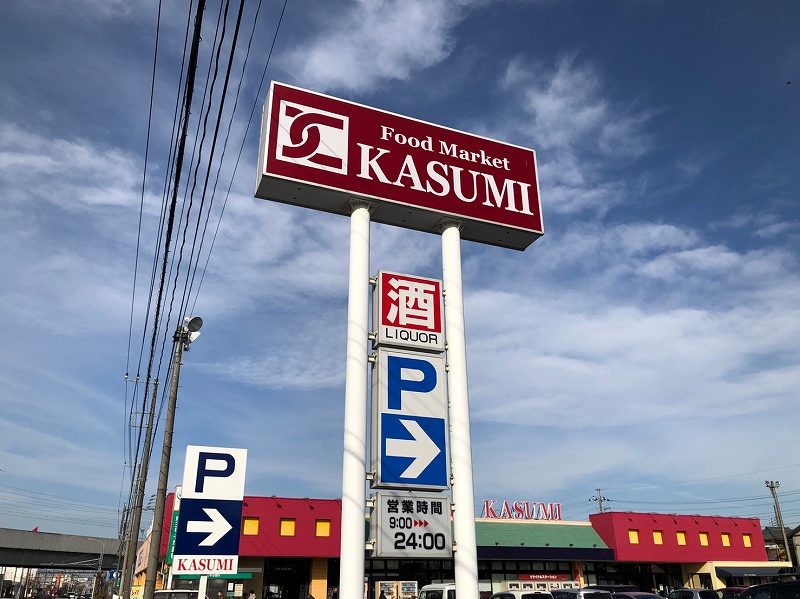 Food Market
KASUMI
酒
LIQUOR
P
営業時間
9:00
24:00
P
KASUMI
KASUMI